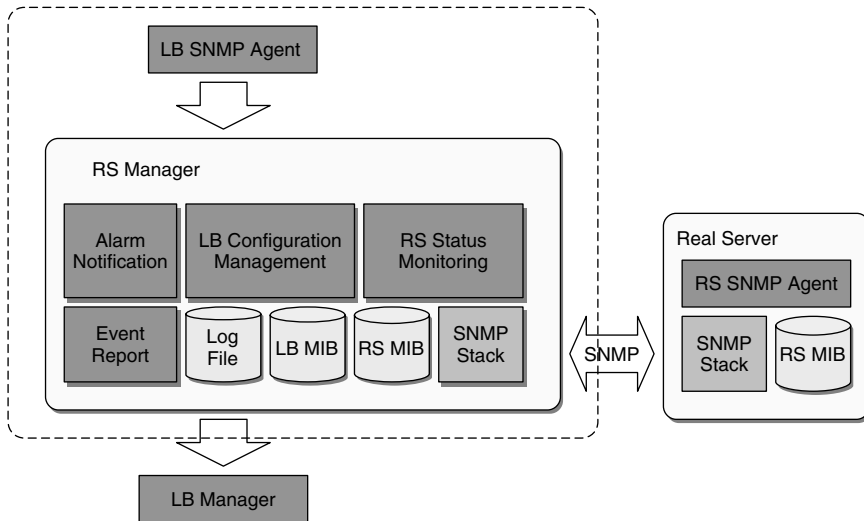 LB SNMP Agent
RS Manager
Alarm
Notification
LB Configuration
Management
RS Status
Monitoring
Event
Report
Log
File
LB MIB
RS MIB
SNMP
Stack
SNMP
Real Server
RS SNMP Agent
SNMP
Stack
RS MIB
LB Manager